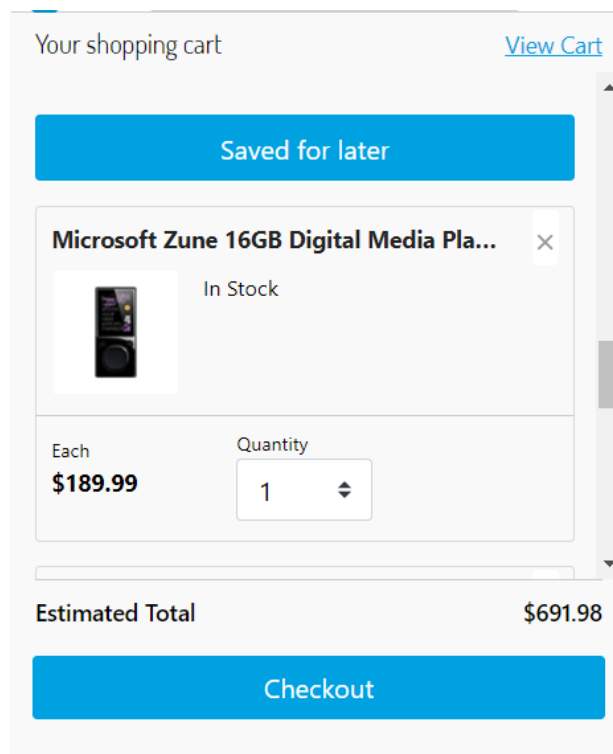 Your shopping cart View Cart
Saved for later
Microsoft Zune 16GB Digital Media Pla...
In Stock
Each
Quantity
$189.99
1
Estimated Total $691.98
Checkout